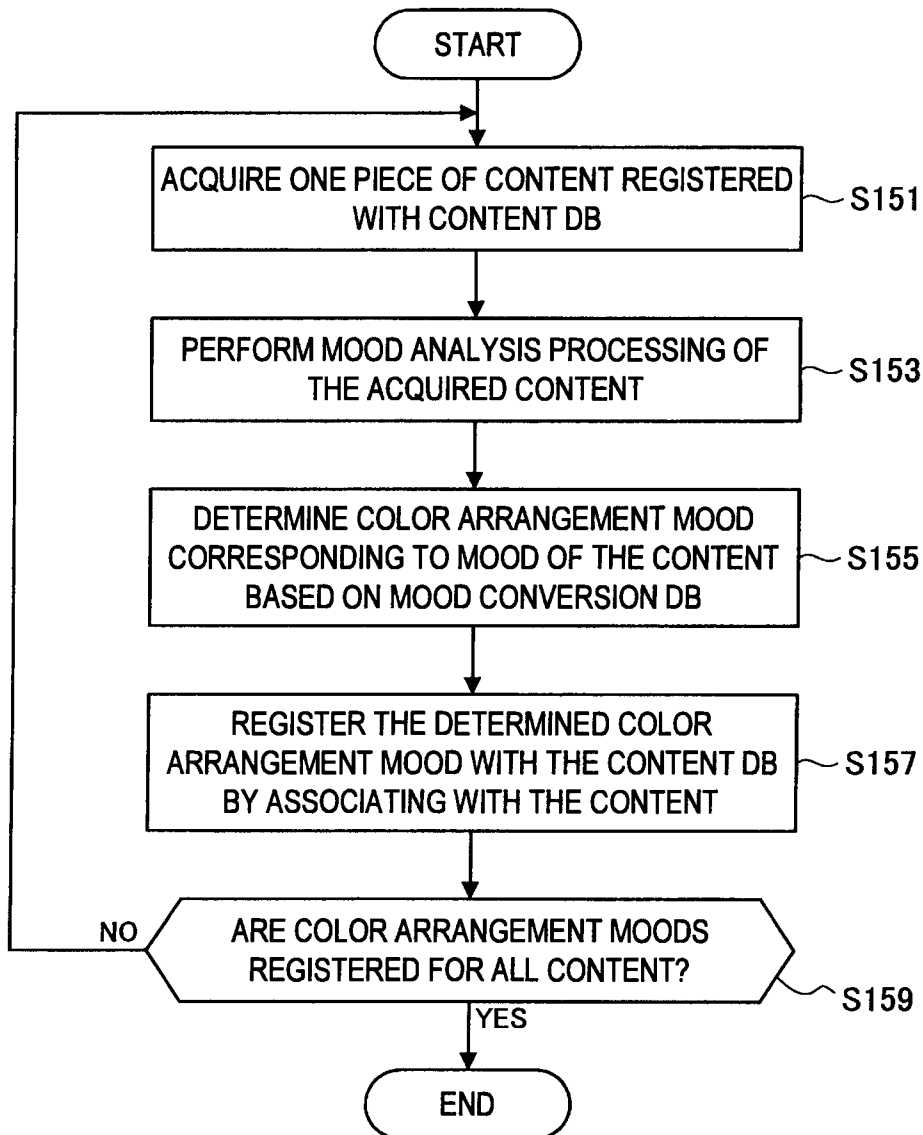 START
ACQUIRE ONE PIECE OF CONTENT REGISTERED
WITH CONTENT DB
S151
PERFORM MOOD ANALYSIS PROCESSING OF
THE ACQUIRED CONTENT
S153
DETERMINE COLOR ARRANGEMENT MOOD
CORRESPONDING TO MOOD OF THE CONTENT
BASED ON MOOD CONVERSION DB
S155
REGISTER THE DETERMINED COLOR
ARRANGEMENT MOOD WITH THE CONTENT DB
BY ASSOCIATING WITH THE CONTENT
S157
NO
ARE COLOR ARRANGEMENT MOODS
REGISTERED FOR ALL CONTENT?
S159
YES
END